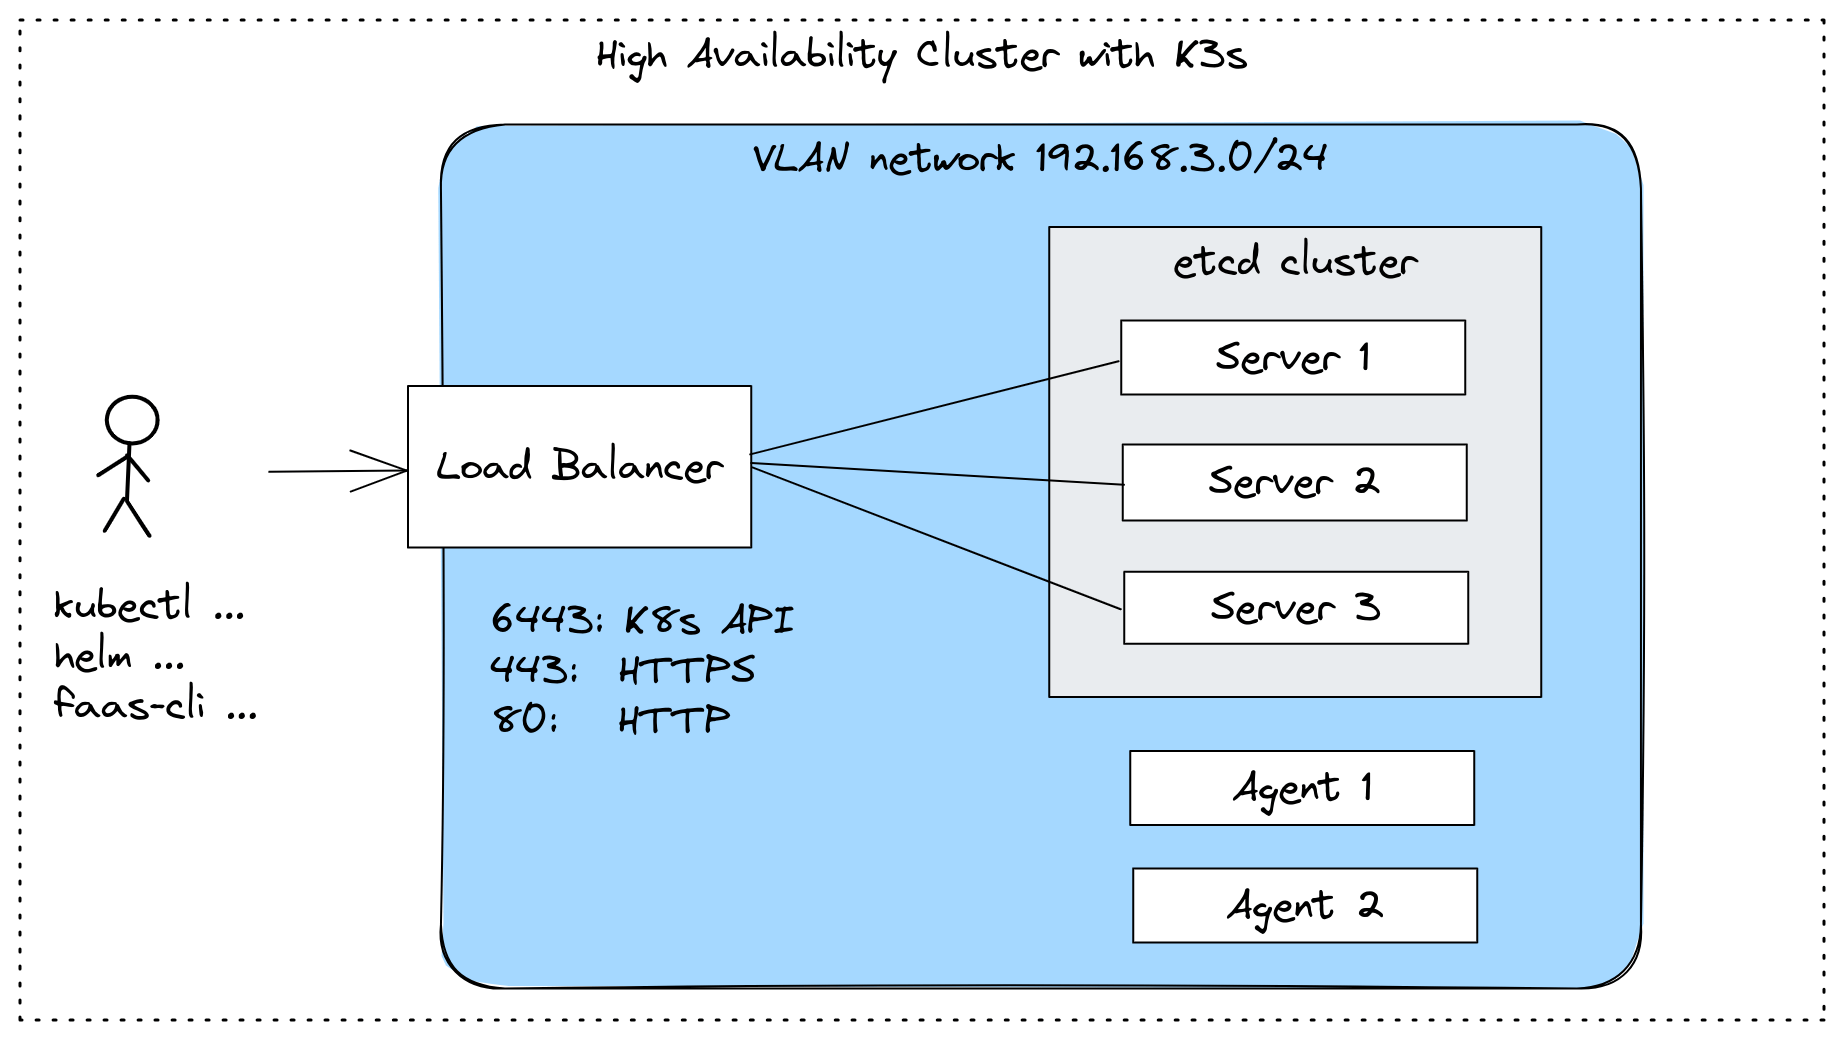 High Availability Cluster with K3s
VLAN network 192.168.3.0/24
etcd cluster
Server 1
Server 2
Server 3
Load Balancer
6443: K8s API
443: HTTPS
80: HTTP
kubectl ...
helm ...
faas-cli ...
Agent 1
Agent 2